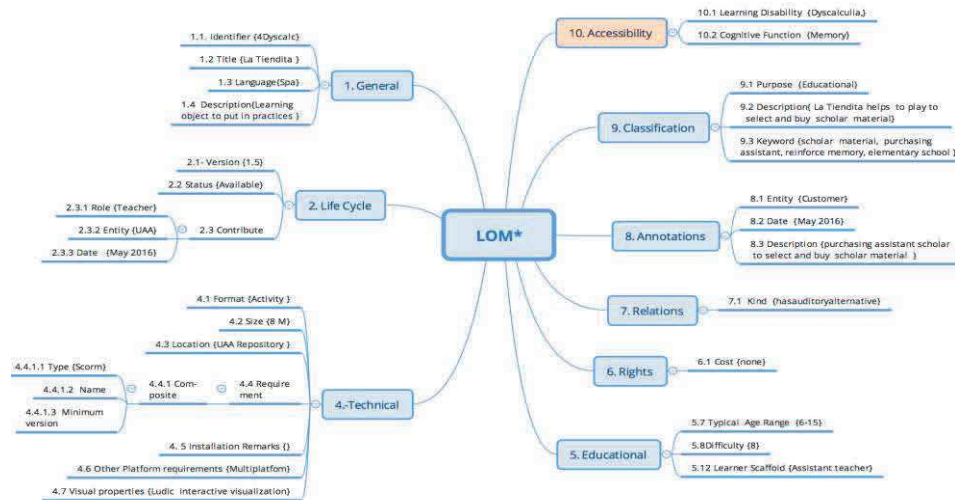 LOM*
1. General
1.1. Identifier {4Dyscalc}
1.2 Title {La Tiendita }
1.3 Language{Spa}
1.4 Description{Learning
object to put in practices }
2. Life Cycle
2.1- Version {1.5}
2.2 Status {Available}
2.3 Contribute
2.3.1 Role {Teacher}
2.3.2 Entity {UAA}
2.3.3 Date {May 2016}
4.-Technical
4.1 Format {Activity }
4.2 Size {8 M}
4.3 Location {UAA Repository }
4.4 Require
ment
4.4.1 Com-
posite
4.4.1.1 Type {Scorm}
4.4.1.2 Name
4.4.1.3 Minimum
version
4. 5 Installation Remarks {}
4.6 Other Platform requirements {Multiplatfom}
4.7 Visual properties {Ludic interactive visualization}
10. Accessibility
10.1 Learning Disability {Dyscalculia,}
10.2 Cognitive Function {Memory}
9. Classification
9.1 Purpose {Educational}
9.2 Description{ La Tiendita helps to play to
select and buy scholar material}
9.3 Keyword {scholar material, purchasing
assistant, reinforce memory, elementary school }
8. Annotations
8.1 Entity {Customer}
8.2 Date {May 2016}
8.3 Description {purchasing assistant scholar
to select and buy scholar material }
7. Relations
7.1 Kind {hasauditoryalternative}
6. Rights
6.1 Cost {none}
5. Educational
5.7 Typical Age Range {6-15}
5.8Difficulty {8}
5.12 Learner Scaffold {Assistant teacher}